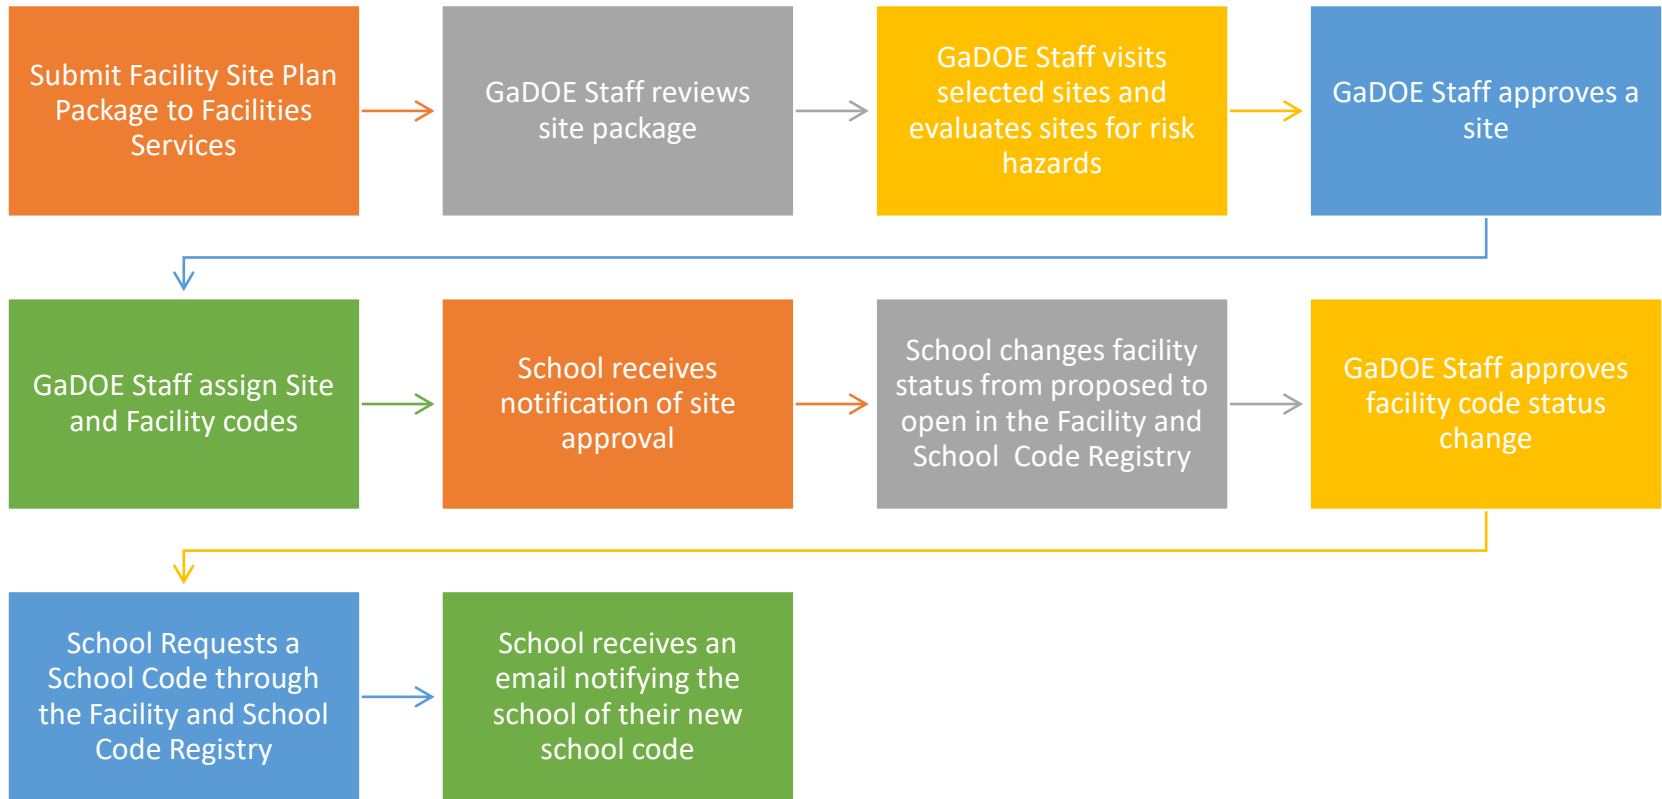 Submit Facility Site Plan
Package to Facilities
Services
GaDOE Staff reviews
site package
GaDOE Staff visits
selected sites and
evaluates sites for risk
hazards
GaDOE Staff approves a
site
GaDOE Staff assign Site
and Facility codes
School receives
notification of site
approval
School changes facility
status from proposed to
open in the Facility and
School  Code Registry
GaDOE Staff approves
facility code status
change
School Requests a
School Code through
the Facility and School
Code Registry
School receives an
email notifying the
school of their new
school code